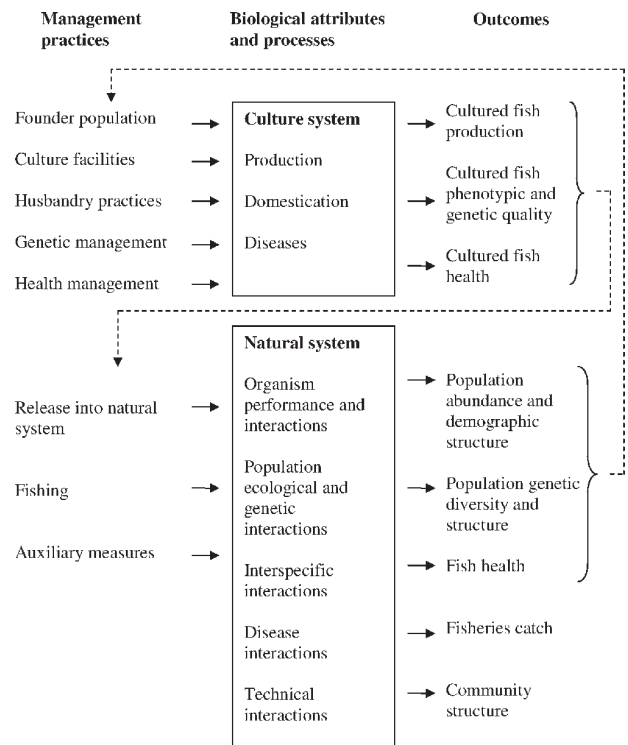 Management
practices
Biological attributes
and processes
Outcomes
Founder population
Culture facilities
Husbandry practices
Genetic management
Health management
Culture system
Production
Domestication
Diseases
Cultured fish
production
Cultured fish
phenotypic and
genetic quality
Cultured fish
health
Release into natural
system
Fishing
Auxiliary measures
Natural system
Organism
performance and
interactions
Population
ecological and
genetic
interactions
Interspecific
interactions
Disease
interactions
Technical
interactions
Population
abundance and
demographic
structure
Population genetic
diversity and
structure
Fish health
Fisheries catch
Community
structure